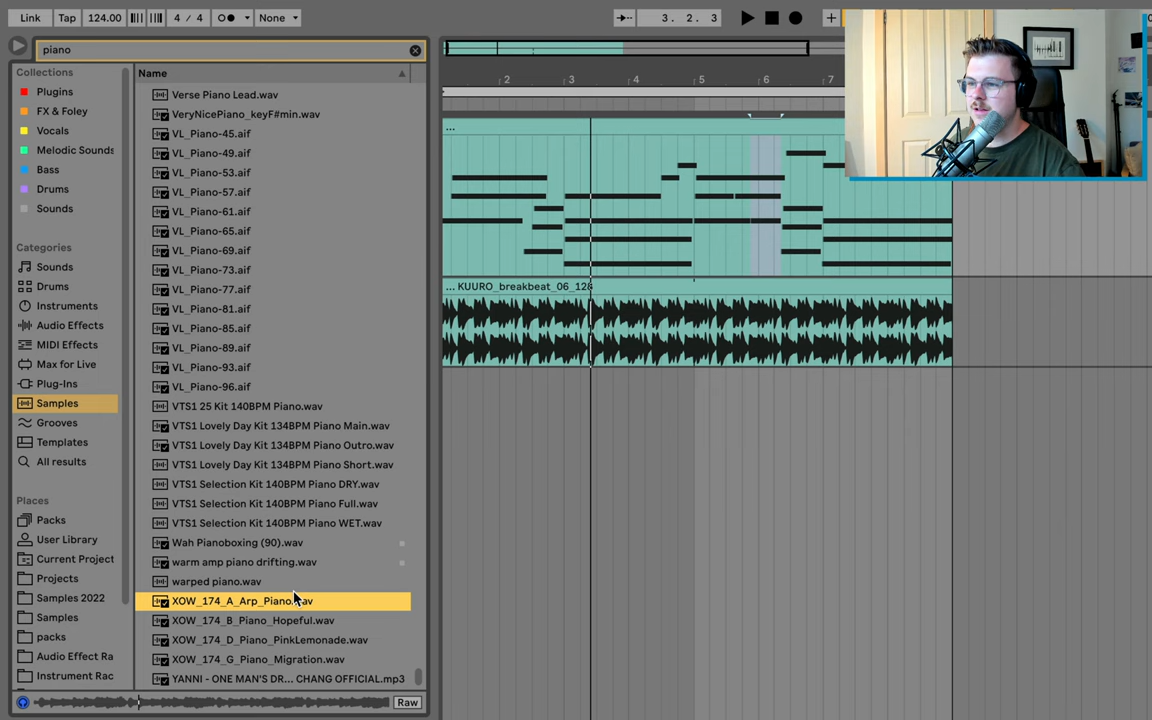 Link Tap 124.00 4 / 4 None 3. 2. 3
piano
Collections
Plugins
FX & Foley
Vocals
Melodic Sounds
Bass
Drums
Sounds
Categories
Sounds
Drums
Instruments
Audio Effects
MIDI Effects
Max for Live
Plug-Ins
Samples
Grooves
Templates
All results
Places
Packs
User Library
Current Project
Projects
Samples 2022
Samples
packs
Audio Effect Ra
Instrument Rac
Name
Verse Piano Lead.wav
VeryNicePiano_keyF#min.wav
VL_Piano-45.aif
VL_Piano-49.aif
VL_Piano-53.aif
VL_Piano-57.aif
VL_Piano-61.aif
VL_Piano-65.aif
VL_Piano-69.aif
VL_Piano-73.aif
VL_Piano-77.aif
VL_Piano-81.aif
VL_Piano-85.aif
VL_Piano-89.aif
VL_Piano-93.aif
VL_Piano-96.aif
VTS1 25 Kit 140BPM Piano.wav
VTS1 Lovely Day Kit 134BPM Piano Main.wav
VTS1 Lovely Day Kit 134BPM Piano Outro.wav
VTS1 Lovely Day Kit 134BPM Piano Short.wav
VTS1 Selection Kit 140BPM Piano DRY.wav
VTS1 Selection Kit 140BPM Piano Full.wav
VTS1 Selection Kit 140BPM Piano WET.wav
Wah Pianoboxing (90).wav
warm amp piano drifting.wav
warped piano.wav
XOW_174_A_Arp_Piano.wav
XOW_174_B_Piano_Hopeful.wav
XOW_174_D_Piano_PinkLemonade.wav
XOW_174_G_Piano_Migration.wav
YANNI - ONE MAN'S DR... CHANG OFFICIAL.mp3
Raw
2 3 4 5 6 7
...
... KUURO_breakbeat_06_128